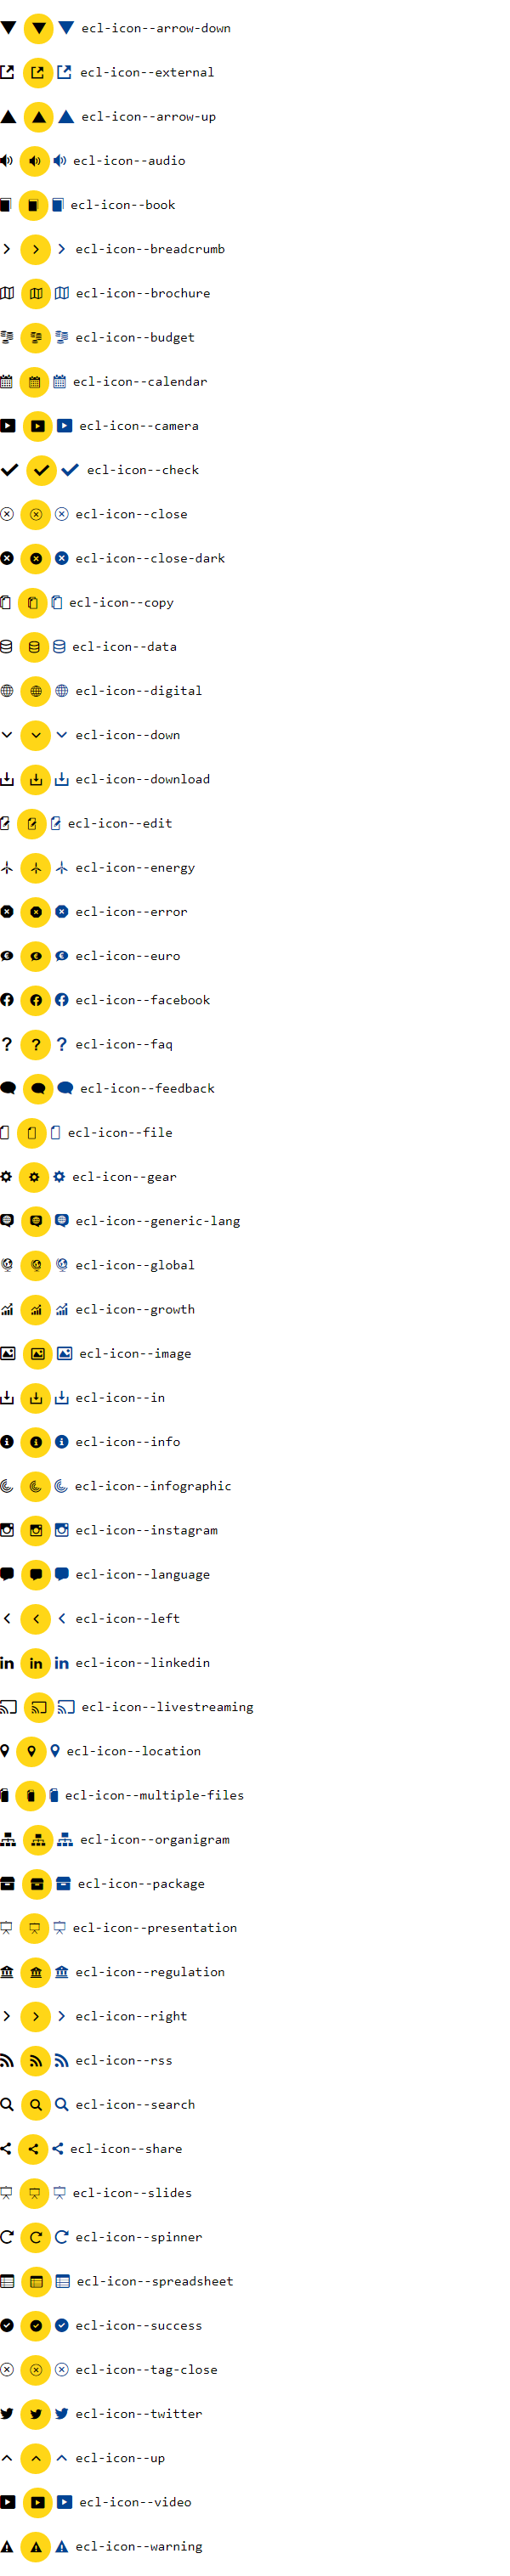 ecl-icon--arrow-down
ecl-icon--external
ecl-icon--arrow-up
ecl-icon--audio
ecl-icon--book
ecl-icon--breadcrumb
ecl-icon--brochure
ecl-icon--budget
ecl-icon--calendar
ecl-icon--camera
ecl-icon--check
ecl-icon--close
ecl-icon--close-dark
ecl-icon--copy
ecl-icon--data
ecl-icon--digital
ecl-icon--down
ecl-icon--download
ecl-icon--edit
ecl-icon--energy
ecl-icon--error
ecl-icon--euro
ecl-icon--facebook
ecl-icon--faq
ecl-icon--feedback
ecl-icon--file
ecl-icon--gear
ecl-icon--generic-lang
ecl-icon--global
ecl-icon--growth
ecl-icon--image
ecl-icon--in
ecl-icon--info
ecl-icon--infographic
ecl-icon--instagram
ecl-icon--language
ecl-icon--left
ecl-icon--linkedin
ecl-icon--livestreaming
ecl-icon--location
ecl-icon--multiple-files
ecl-icon--organigram
ecl-icon--package
ecl-icon--presentation
ecl-icon--regulation
ecl-icon--right
ecl-icon--rss
ecl-icon--search
ecl-icon--share
ecl-icon--slides
ecl-icon--spinner
ecl-icon--spreadsheet
ecl-icon--success
ecl-icon--tag-close
ecl-icon--twitter
ecl-icon--up
ecl-icon--video
ecl-icon--warning